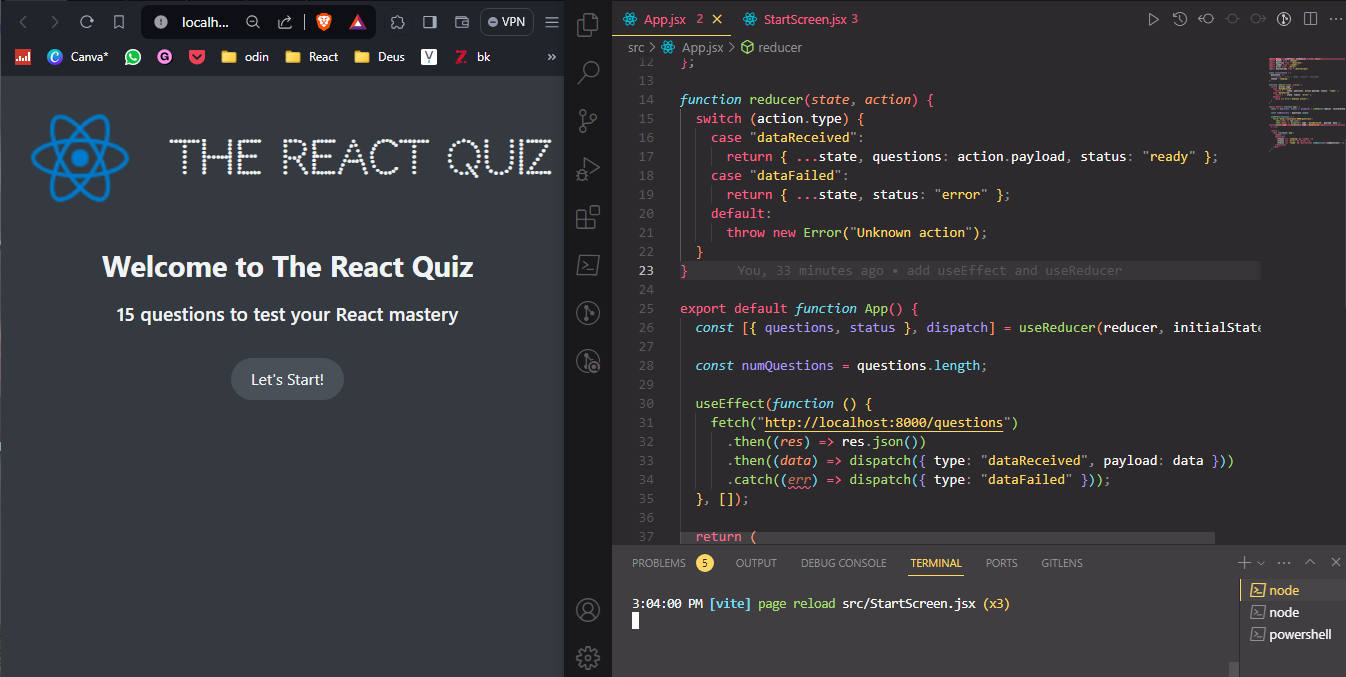 localh...
VPN
Canva*
odin
React
Deus
bk
»
THE REACT QUIZ
Welcome to The React Quiz
15 questions to test your React mastery
Let's Start!
App.jsx 2
StartScreen.jsx 3
src > App.jsx > reducer
12 };
13
14 function reducer(state, action) {
15 switch (action.type) {
16 case "dataReceived":
17 return { ...state, questions: action.payload, status: "ready" };
18 case "dataFailed":
19 return { ...state, status: "error" };
20 default:
21 throw new Error("Unknown action");
22 }
23 } You, 33 minutes ago • add useEffect and useReducer
24
25 export default function App() {
26 const [{ questions, status }, dispatch] = useReducer(reducer, initialState
27
28 const numQuestions = questions.length;
29
30 useEffect(function () {
31 fetch("http://localhost:8000/questions")
32 .then((res) => res.json())
33 .then((data) => dispatch({ type: "dataReceived", payload: data }))
34 .catch((err) => dispatch({ type: "dataFailed" }));
35 }, []);
36
37 return (
PROBLEMS 5 OUTPUT DEBUG CONSOLE TERMINAL PORTS GITLENS
3:04:00 PM [vite] page reload src/StartScreen.jsx (x3)
node
node
powershell